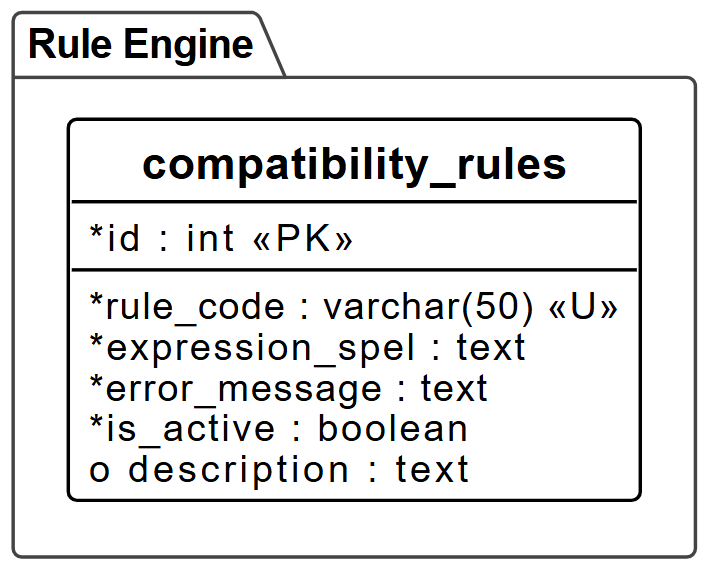 Rule Engine
compatibility_rules
*id : int «PK»
*rule_code : varchar(50) «U»
*expression_spel : text
*error_message : text
*is_active : boolean
o description : text